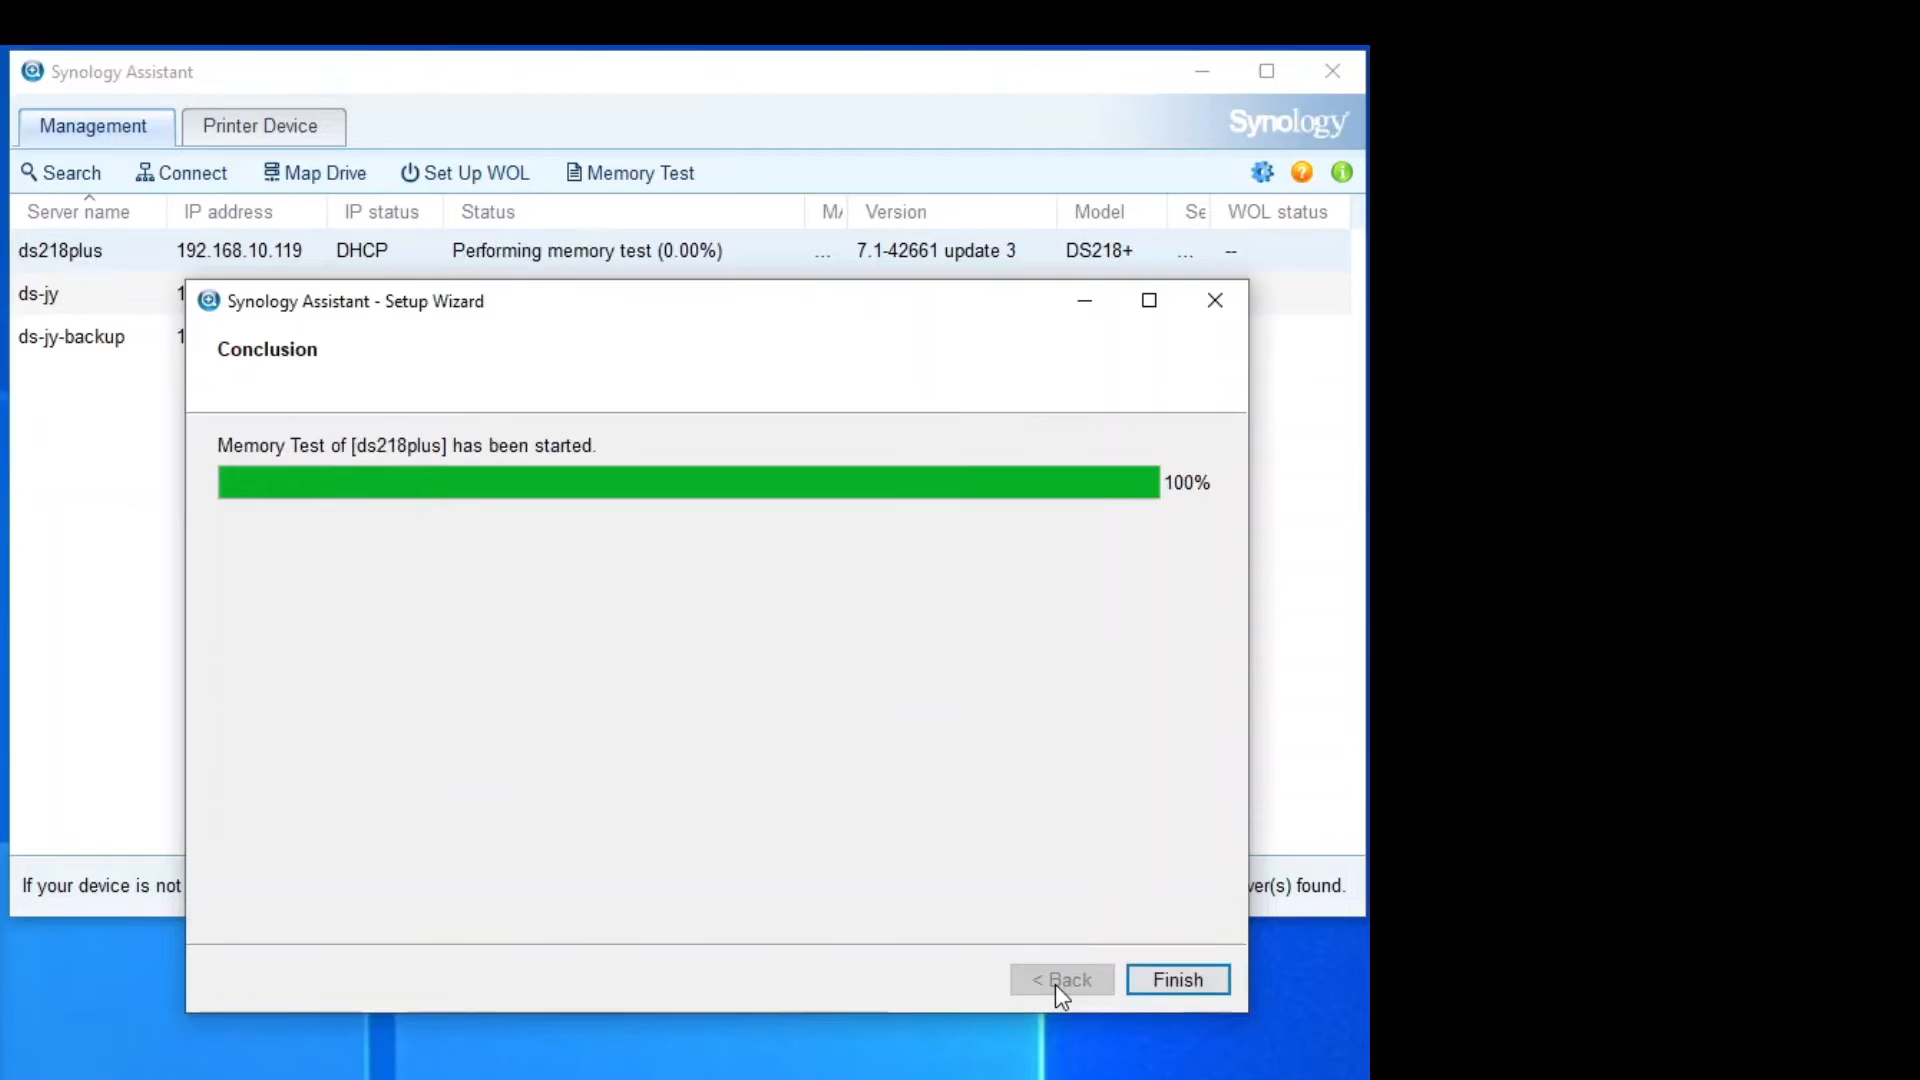 Synology Assistant
Management Printer Device Synology
Search Connect Map Drive Set Up WOL Memory Test
Server name IP address IP status Status Version Model WOL status
ds218plus 192.168.10.119 DHCP Performing memory test (0.00%) ... 7.1-42661 update 3 DS218+ ... --
ds-jy 1
ds-jy-backup 1
Synology Assistant - Setup Wizard
Conclusion
Memory Test of [ds218plus] has been started.
100%
If your device is not ver(s) found.
< Back Finish